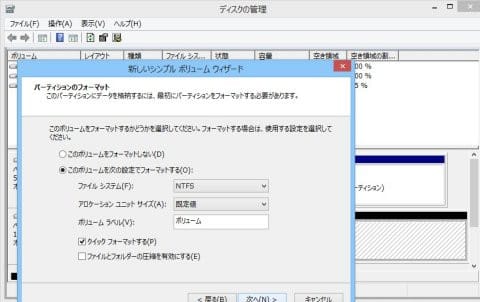 ディスクの管理
ファイル(F) 操作(A) 表示(V) ヘルプ(H)
ボリューム レイアウト 種類 ファイル シス... 状態 容量 空き領域 空き領域の割...
新しいシンプル ボリューム ウィザード
00 %
00 %
5 %
パーティションのフォーマット
このパーティションにデータを格納するには、最初にパーティションをフォーマットする必要があります。
このボリュームをフォーマットするかどうかを選択してください。フォーマットする場合は、使用する設定を選択してください。
このボリュームをフォーマットしない(D)
このボリュームを次の設定でフォーマットする(O):
ファイル システム(F): NTFS
アロケーション ユニット サイズ(A): 既定値
ボリューム ラベル(V): ボリューム
クイック フォーマットする(P)
ファイルとフォルダーの圧縮を有効にする(E)
ーティション)
< 戻る(B) 次へ(N) > キャンセル